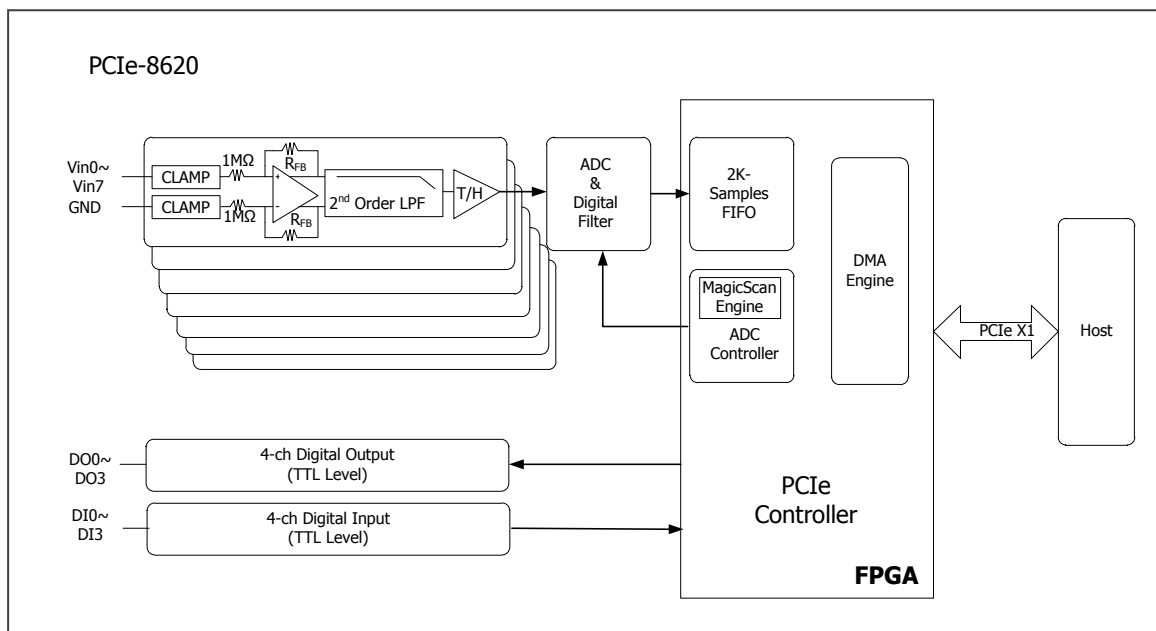 PCIe-8620
Vin0~
Vin7
GND
CLAMP
1MΩ
CLAMP
1MΩ
RFB
+
-
RFB
2nd Order LPF
T/H
ADC
&
Digital
Filter
2K-
Samples
FIFO
MagicScan
Engine
ADC
Controller
DMA
Engine
PCIe X1
Host
DO0~
DO3
4-ch Digital Output
(TTL Level)
DI0~
DI3
4-ch Digital Input
(TTL Level)
PCIe
Controller
FPGA